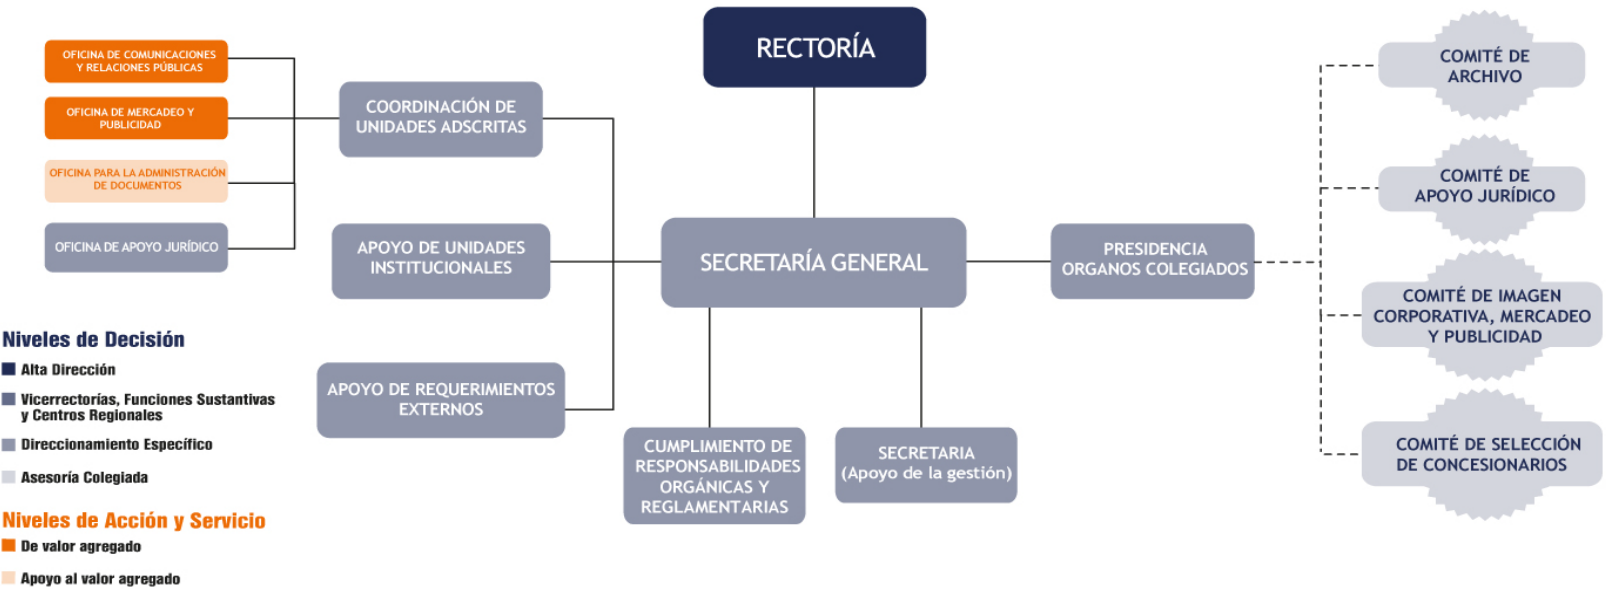 RECTORÍA
OFICINA DE COMUNICACIONES
Y RELACIONES PÚBLICAS
OFICINA DE MERCADEO Y
PUBLICIDAD
OFICINA PARA LA ADMINISTRACIÓN
DE DOCUMENTOS
OFICINA DE APOYO JURÍDICO
COORDINACIÓN DE
UNIDADES ADSCRITAS
APOYO DE UNIDADES
INSTITUCIONALES
APOYO DE REQUERIMIENTOS
EXTERNOS
SECRETARÍA GENERAL
CUMPLIMIENTO DE
RESPONSABILIDADES
ORGÁNICAS Y
REGLAMENTARIAS
SECRETARIA
(Apoyo de la gestión)
PRESIDENCIA
ORGANOS COLEGIADOS
COMITÉ DE
ARCHIVO
COMITÉ DE
APOYO JURÍDICO
COMITÉ DE IMAGEN
CORPORATIVA, MERCADEO
Y PUBLICIDAD
COMITÉ DE SELECCIÓN
DE CONCESIONARIOS
Niveles de Decisión
Alta Dirección
Vicerrectorías, Funciones Sustantivas
y Centros Regionales
Direccionamiento Específico
Asesoría Colegiada
Niveles de Acción y Servicio
De valor agregado
Apoyo al valor agregado